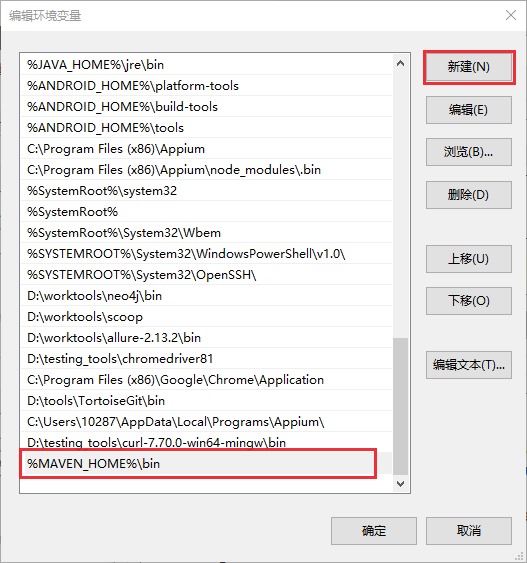 编辑环境变量
%JAVA_HOME%\jre\bin
%ANDROID_HOME%\platform-tools
%ANDROID_HOME%\build-tools
%ANDROID_HOME%\tools
C:\Program Files (x86)\Appium
C:\Program Files (x86)\Appium\node_modules\.bin
%SystemRoot%\system32
%SystemRoot%
%SystemRoot%\System32\Wbem
%SYSTEMROOT%\System32\WindowsPowerShell\v1.0\
%SYSTEMROOT%\System32\OpenSSH\
D:\worktools\neo4j\bin
D:\worktools\scoop
D:\worktools\allure-2.13.2\bin
D:\testing_tools\chromedriver81
C:\Program Files (x86)\Google\Chrome\Application
D:\tools\TortoiseGit\bin
C:\Users\10287\AppData\Local\Programs\Appium\
D:\testing_tools\curl-7.70.0-win64-mingw\bin
%MAVEN_HOME%\bin
新建(N)
编辑(E)
浏览(B)...
删除(D)
上移(U)
下移(O)
编辑文本(T)...
确定
取消